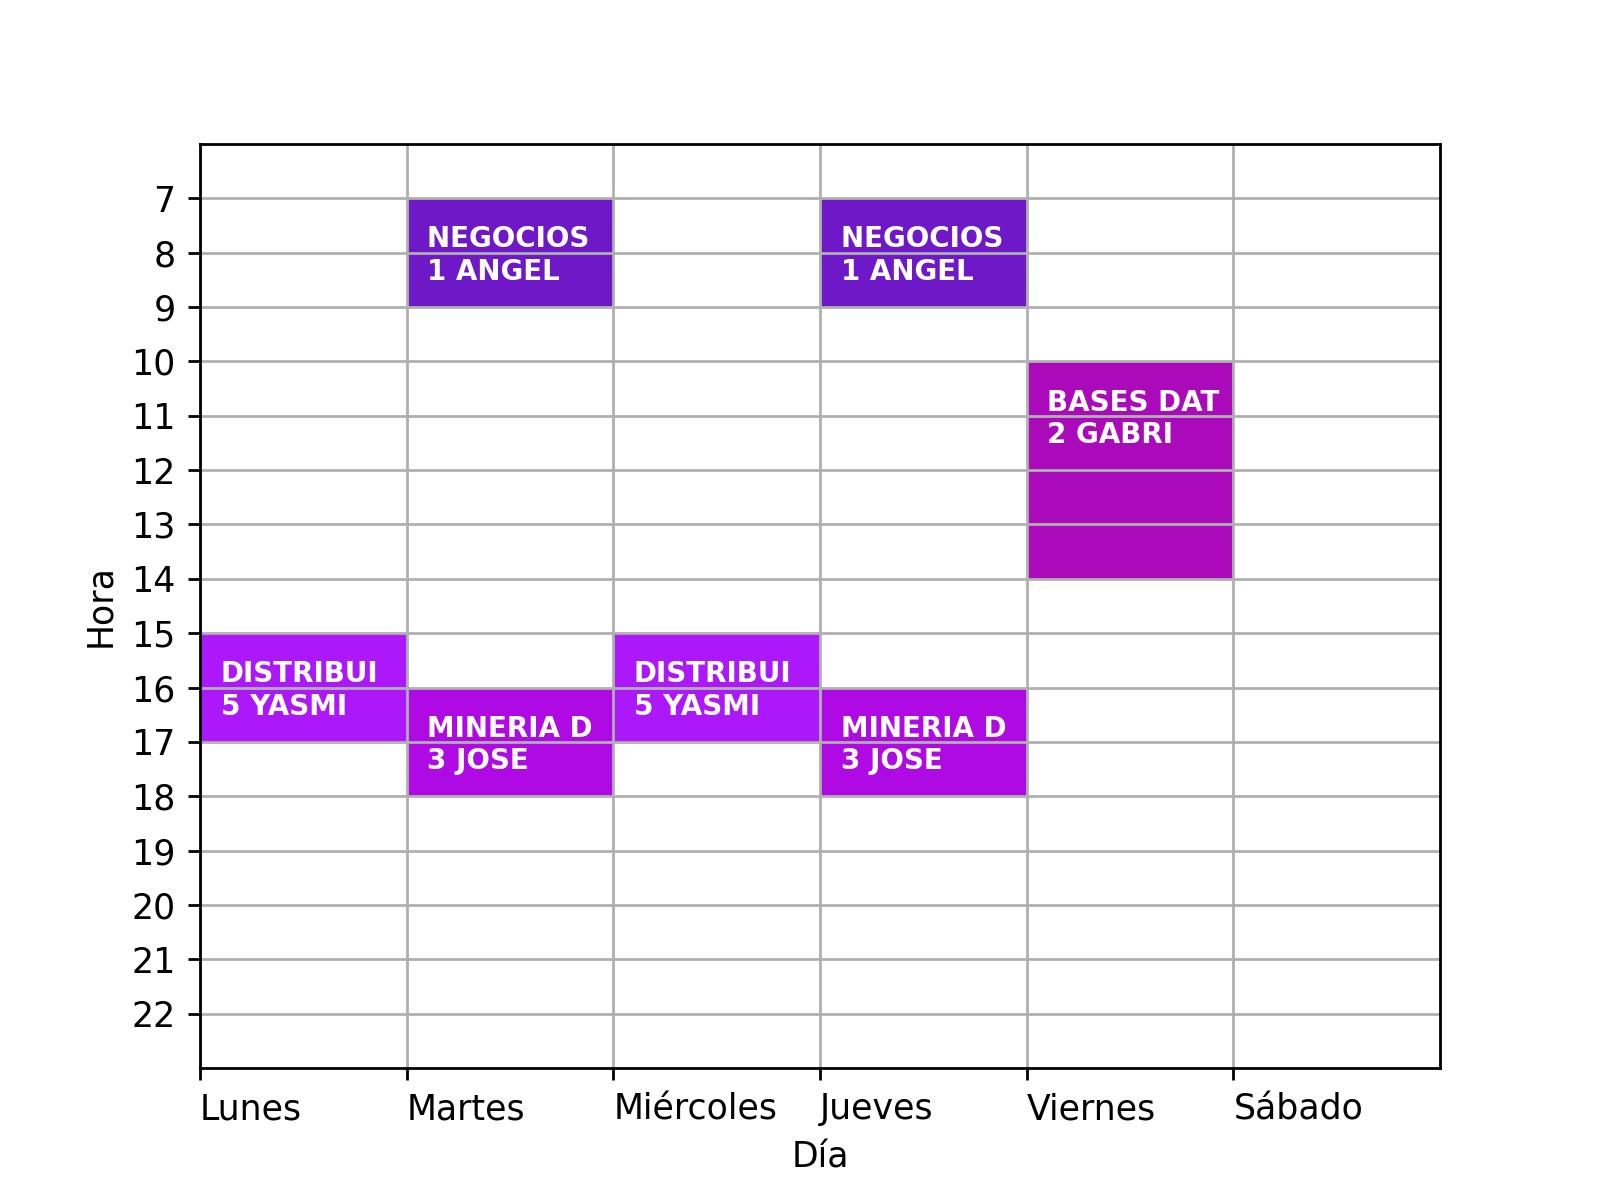 7
8
9
10
11
12
13
14
15
16
17
18
19
20
21
22
Hora
NEGOCIOS
1 ANGEL
NEGOCIOS
1 ANGEL
BASES DAT
2 GABRI
DISTRIBUI
5 YASMI
DISTRIBUI
5 YASMI
MINERIA D
3 JOSE
MINERIA D
3 JOSE
Lunes Martes Miércoles Jueves Viernes Sábado
Día